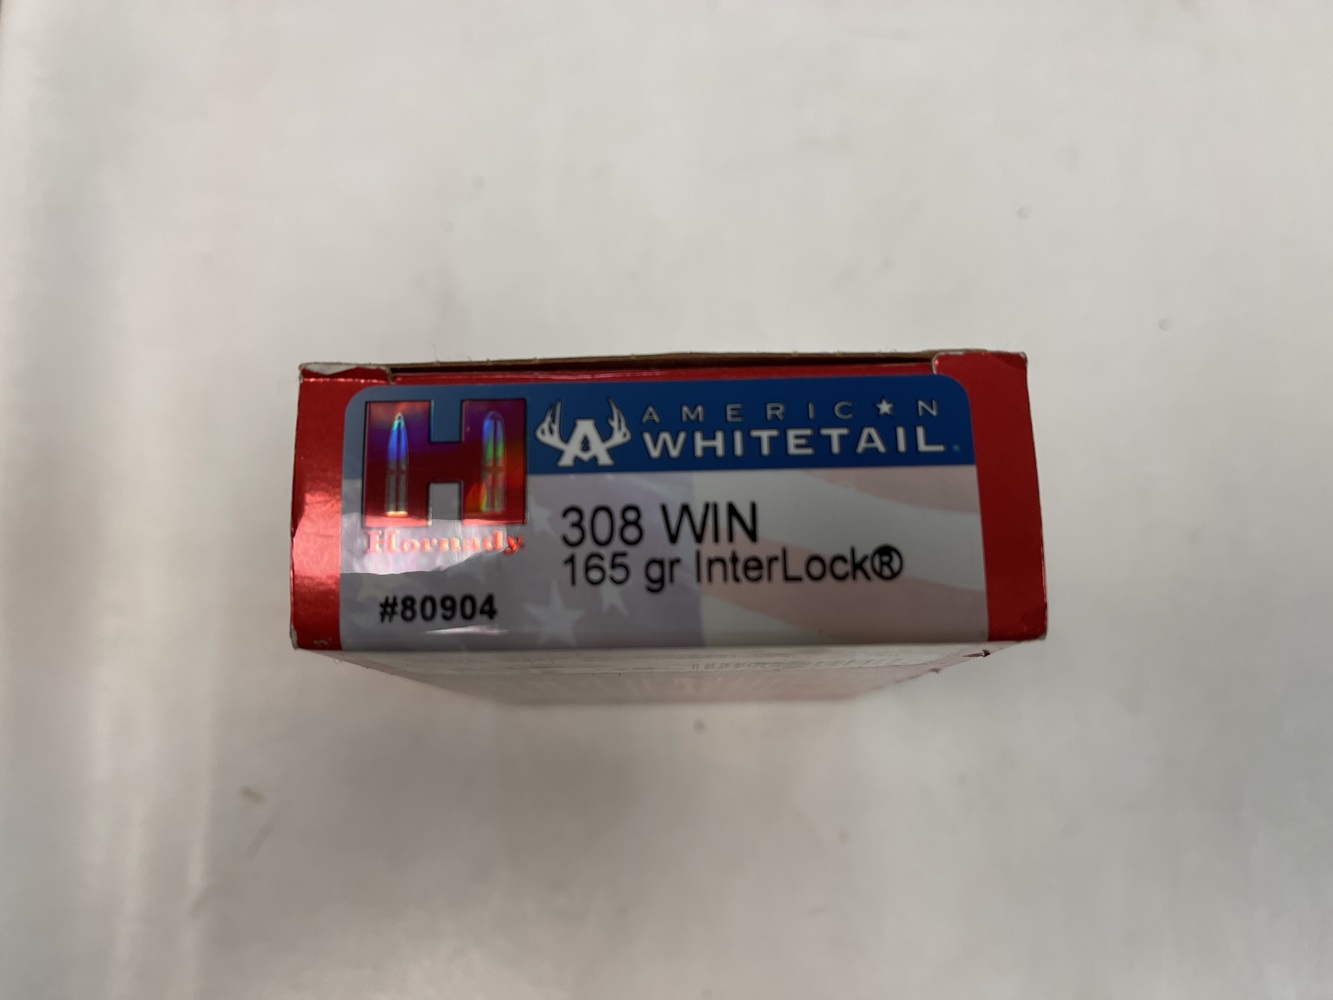 AMERICAN
WHITETAIL
Hornady
308 WIN
165 gr InterLock®
#80904